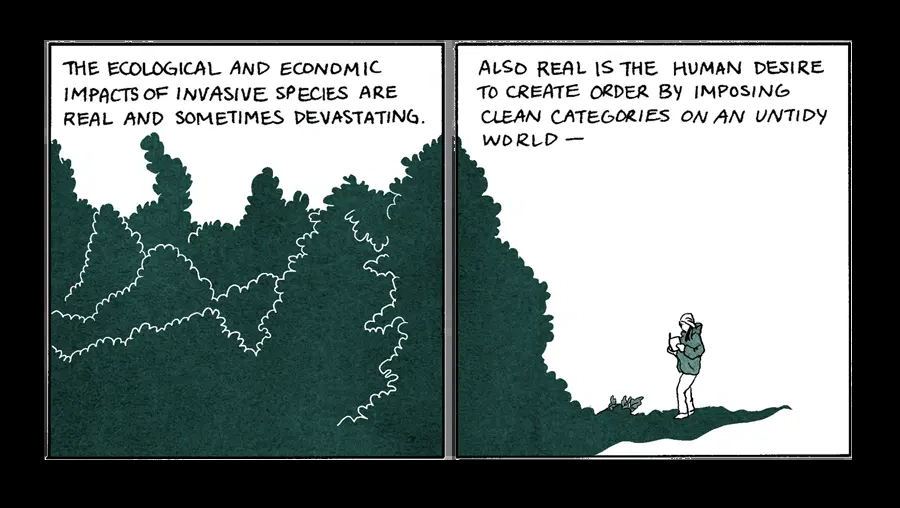 THE ECOLOGICAL AND ECONOMIC
IMPACTS OF INVASIVE SPECIES ARE
REAL AND SOMETIMES DEVASTATING.
ALSO REAL IS THE HUMAN DESIRE
TO CREATE ORDER BY IMPOSING
CLEAN CATEGORIES ON AN UNTIDY
WORLD —